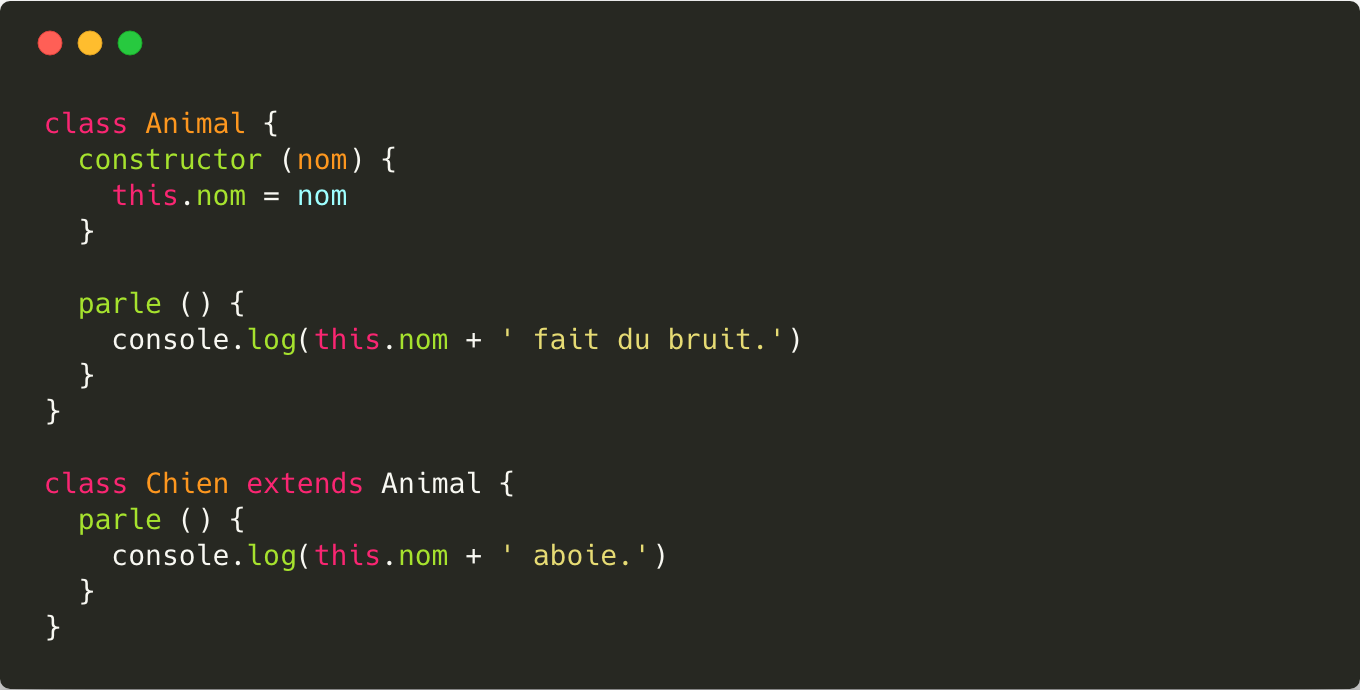 class Animal {
  constructor (nom) {
    this.nom = nom
  }

  parle () {
    console.log(this.nom + ' fait du bruit.')
  }
}

class Chien extends Animal {
  parle () {
    console.log(this.nom + ' aboie.')
  }
}